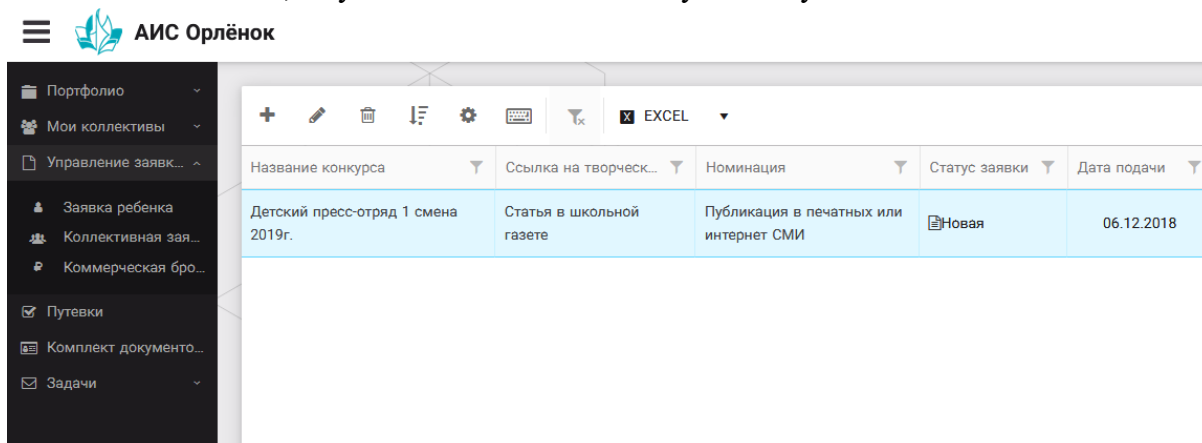 АИС Орлёнок
Портфолио
Мои коллективы
Управление заявк...
Заявка ребенка
Коллективная зая...
Коммерческая бро...
Путевки
Комплект документо...
Задачи
EXCEL
Название конкурса Ссылка на творческ... Номинация Статус заявки Дата подачи
Детский пресс-отряд 1 смена Статья в школьной Публикация в печатных или Новая 06.12.2018
2019г. газете интернет СМИ